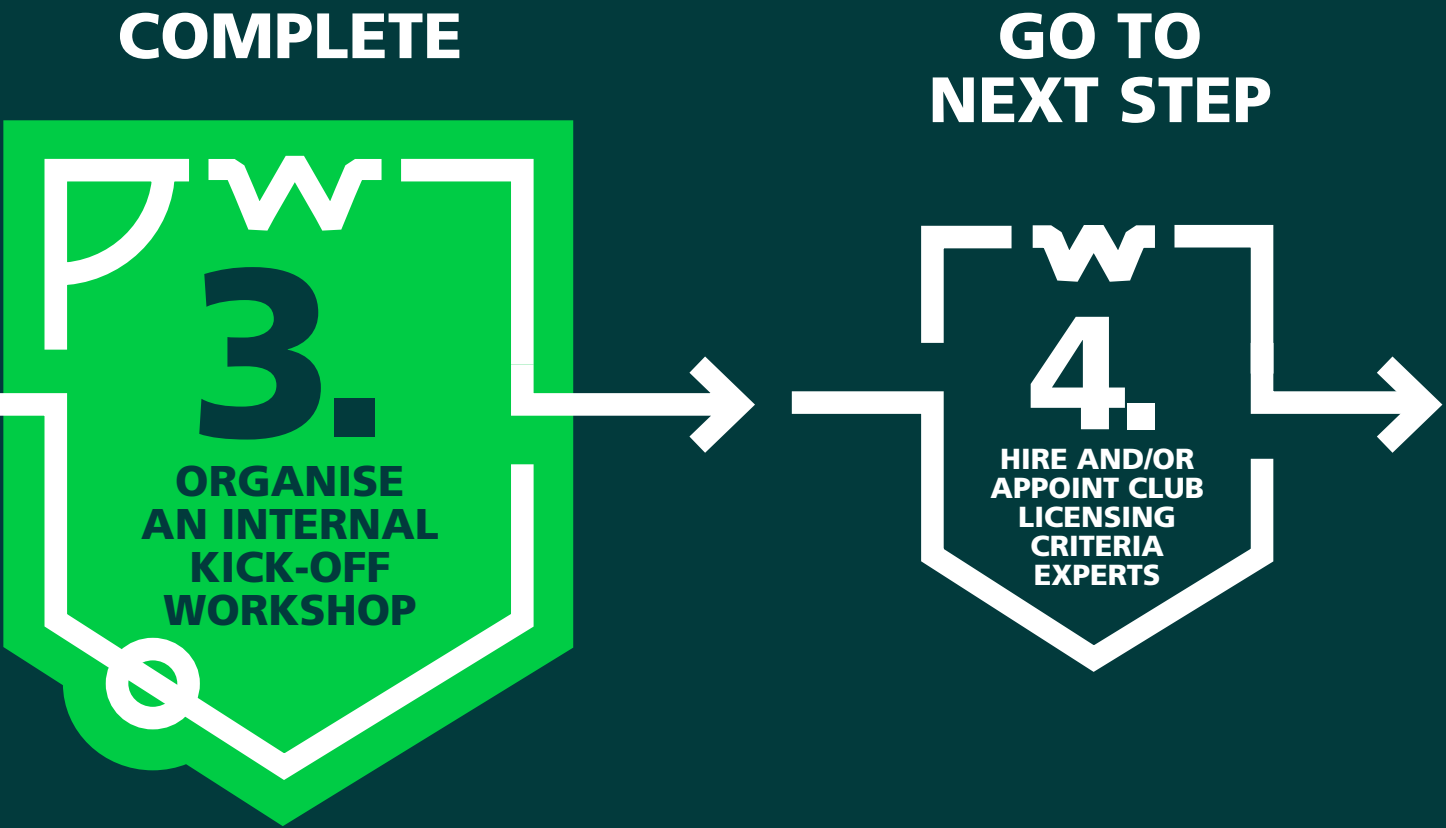 COMPLETE
GO TO
NEXT STEP
W
3.
ORGANISE
AN INTERNAL
KICK-OFF
WORKSHOP
W
4.
HIRE AND/OR
APPOINT CLUB
LICENSING
CRITERIA
EXPERTS